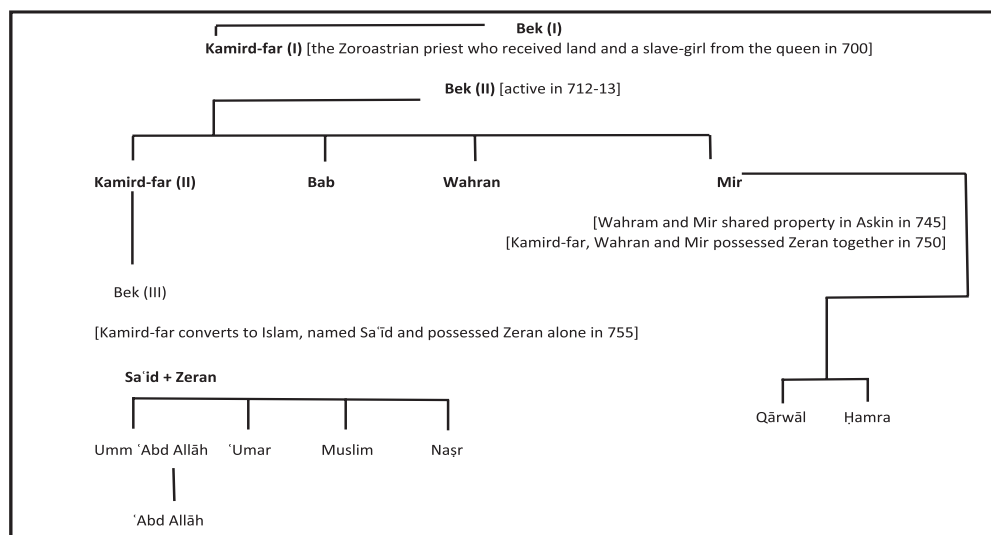 Bek (I)
Kamird-far (I) [the Zoroastrian priest who received land and a slave-girl from the queen in 700]
Bek (II) [active in 712-13]
Kamird-far (II) Bab Wahran Mir
[Wahram and Mir shared property in Askin in 745]
[Kamird-far, Wahran and Mir possessed Zeran together in 750]
Bek (III)
[Kamird-far converts to Islam, named Saʿīd and possessed Zeran alone in 755]
Saʿid + Zeran
Qārwāl Ḥamra
Umm ʿAbd Allāh ʿUmar Muslim Naṣr
ʿAbd Allāh